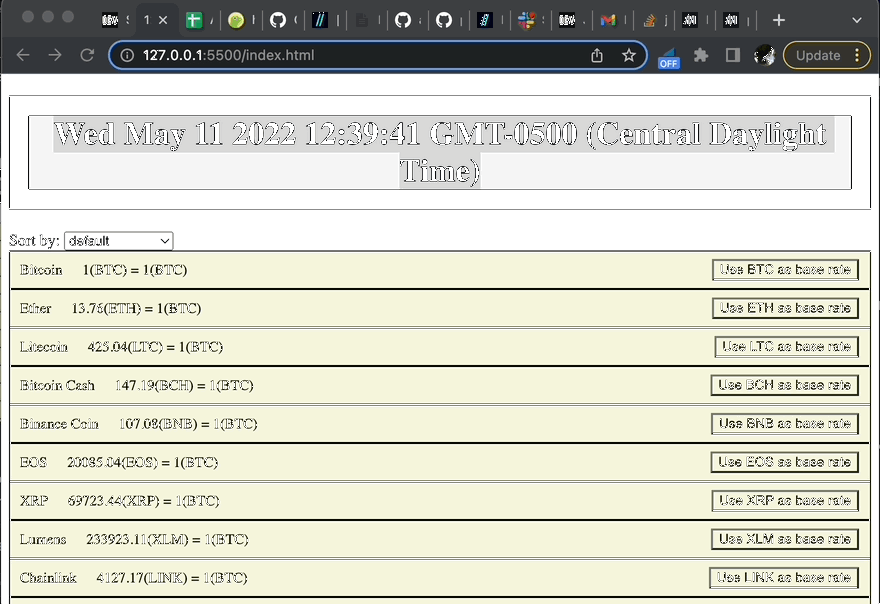 1
127.0.0.1:5500/index.html
OFF
Update
Wed May 11 2022 12:39:41 GMT-0500 (Central Daylight
Time)
Sort by: default
Bitcoin 1(BTC) = 1(BTC) Use BTC as base rate
Ether 13.76(ETH) = 1(BTC) Use ETH as base rate
Litecoin 425.04(LTC) = 1(BTC) Use LTC as base rate
Bitcoin Cash 147.19(BCH) = 1(BTC) Use BCH as base rate
Binance Coin 107.08(BNB) = 1(BTC) Use BNB as base rate
EOS 20085.04(EOS) = 1(BTC) Use EOS as base rate
XRP 69723.44(XRP) = 1(BTC) Use XRP as base rate
Lumens 233923.11(XLM) = 1(BTC) Use XLM as base rate
Chainlink 4127.17(LINK) = 1(BTC) Use LINK as base rate